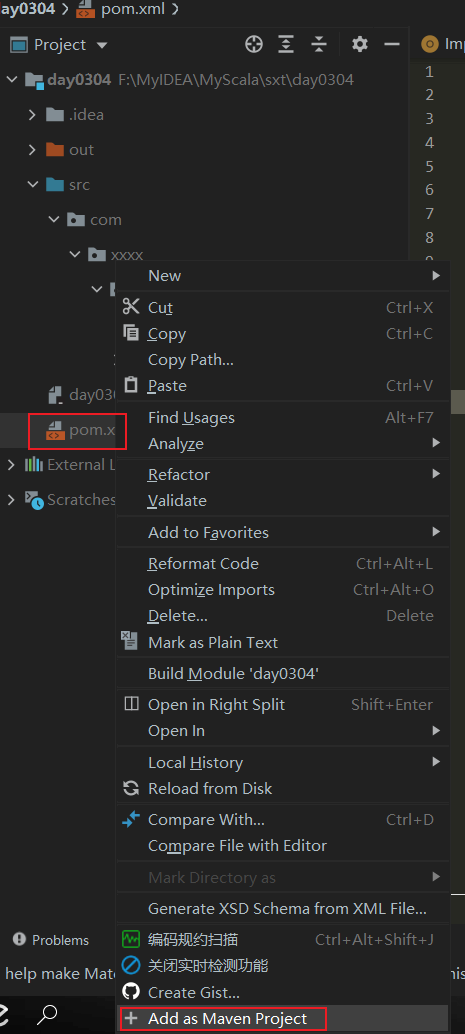 day0304 > pom.xml >
Project
day0304 F:\MyIDEA\MyScala\sxt\day0304
.idea
out
src
com
xxxx
day030
pom.x
External L
Scratches
Im
1
2
3
4
5
6
7
8
New
Cut Ctrl+X
Copy Ctrl+C
Copy Path...
Paste Ctrl+V
Find Usages Alt+F7
Analyze
Refactor
Validate
Add to Favorites
Reformat Code Ctrl+Alt+L
Optimize Imports Ctrl+Alt+O
Delete... Delete
Mark as Plain Text
Build Module 'day0304'
Open in Right Split Shift+Enter
Open In
Local History
Reload from Disk
Compare With... Ctrl+D
Compare File with Editor
Mark Directory as
Generate XSD Schema from XML File...
编码规约扫描 Ctrl+Alt+Shift+J
关闭实时检测功能
Create Gist...
Add as Maven Project
Problems
help make Mate